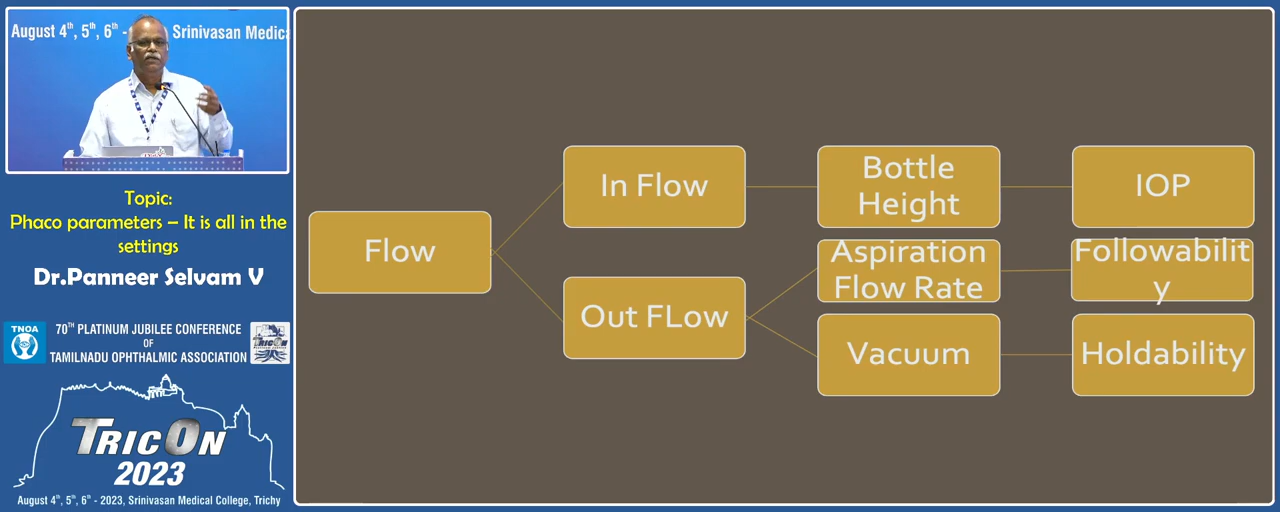 August 4th, 5th, 6th - Srinivasan Medic
Topic:
Phaco parameters – It is all in the
settings
Dr.Panneer Selvam V
TNOA
70TH PLATINUM JUBILEE CONFERENCE
OF
TAMILNADU OPHTHALMIC ASSOCIATION
TRICON
TRICON
2023
August 4th, 5th, 6th - 2023, Srinivasan Medical College, Trichy
Flow
In Flow
Out FLow
Bottle
Height
Aspiration
Flow Rate
Vacuum
IOP
Followabilit
y
Holdability